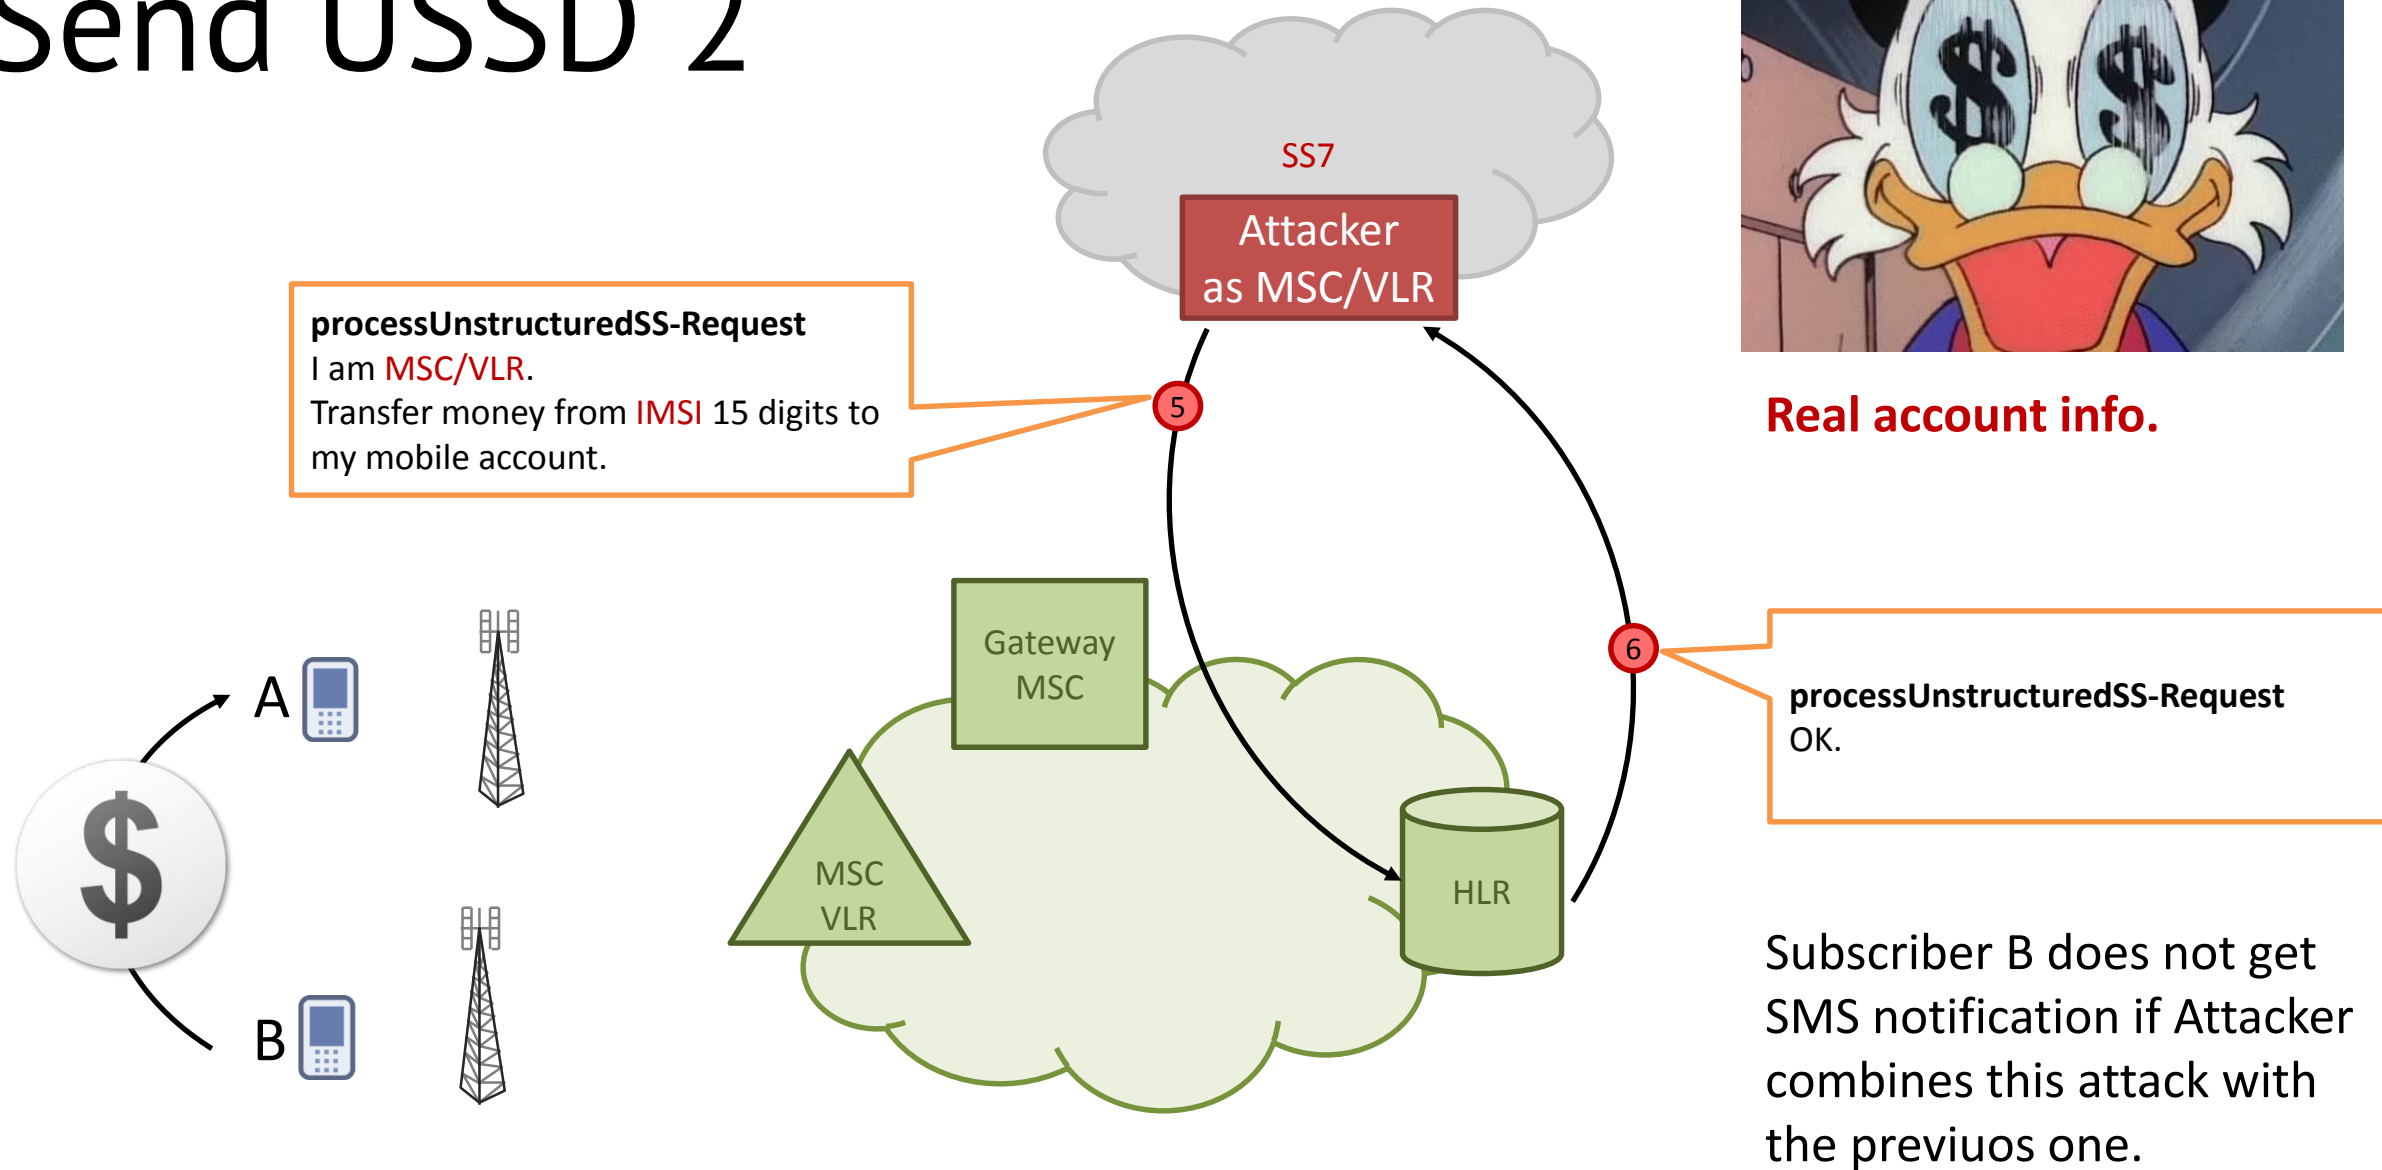 Send USSD 2
SS7
Attacker
as MSC/VLR
processUnstructuredSS-Request
I am MSC/VLR.
Transfer money from IMSI 15 digits to
my mobile account.
5
Real account info.
Gateway
MSC
6
processUnstructuredSS-Request
OK.
A
$
MSC
VLR
HLR
B
Subscriber B does not get
SMS notification if Attacker
combines this attack with
the previuos one.